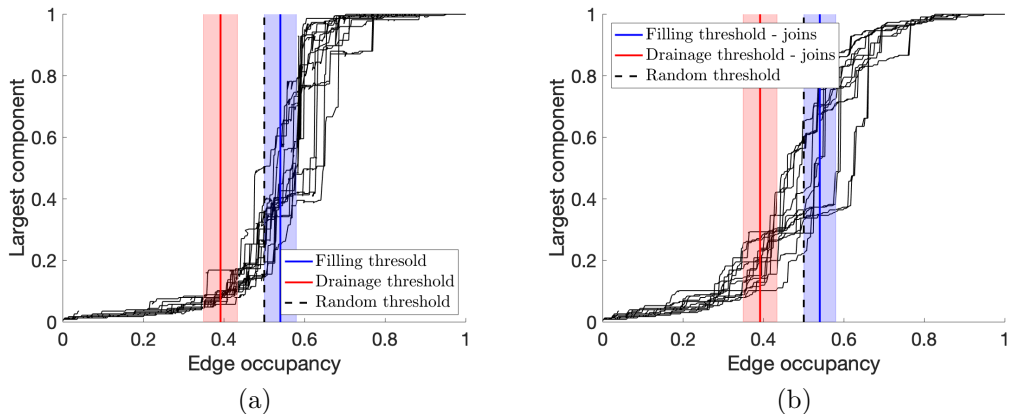 1
0.8
0.6
0.4
0.2
0
Largest component
0
0.2
0.4
0.6
0.8
1
Edge occupancy
Filling thresold
Drainage threshold
Random threshold
(a)
1
0.8
0.6
0.4
0.2
0
Largest component
0
0.2
0.4
0.6
0.8
1
Edge occupancy
Filling threshold - joins
Drainage threshold - joins
Random threshold
(b)